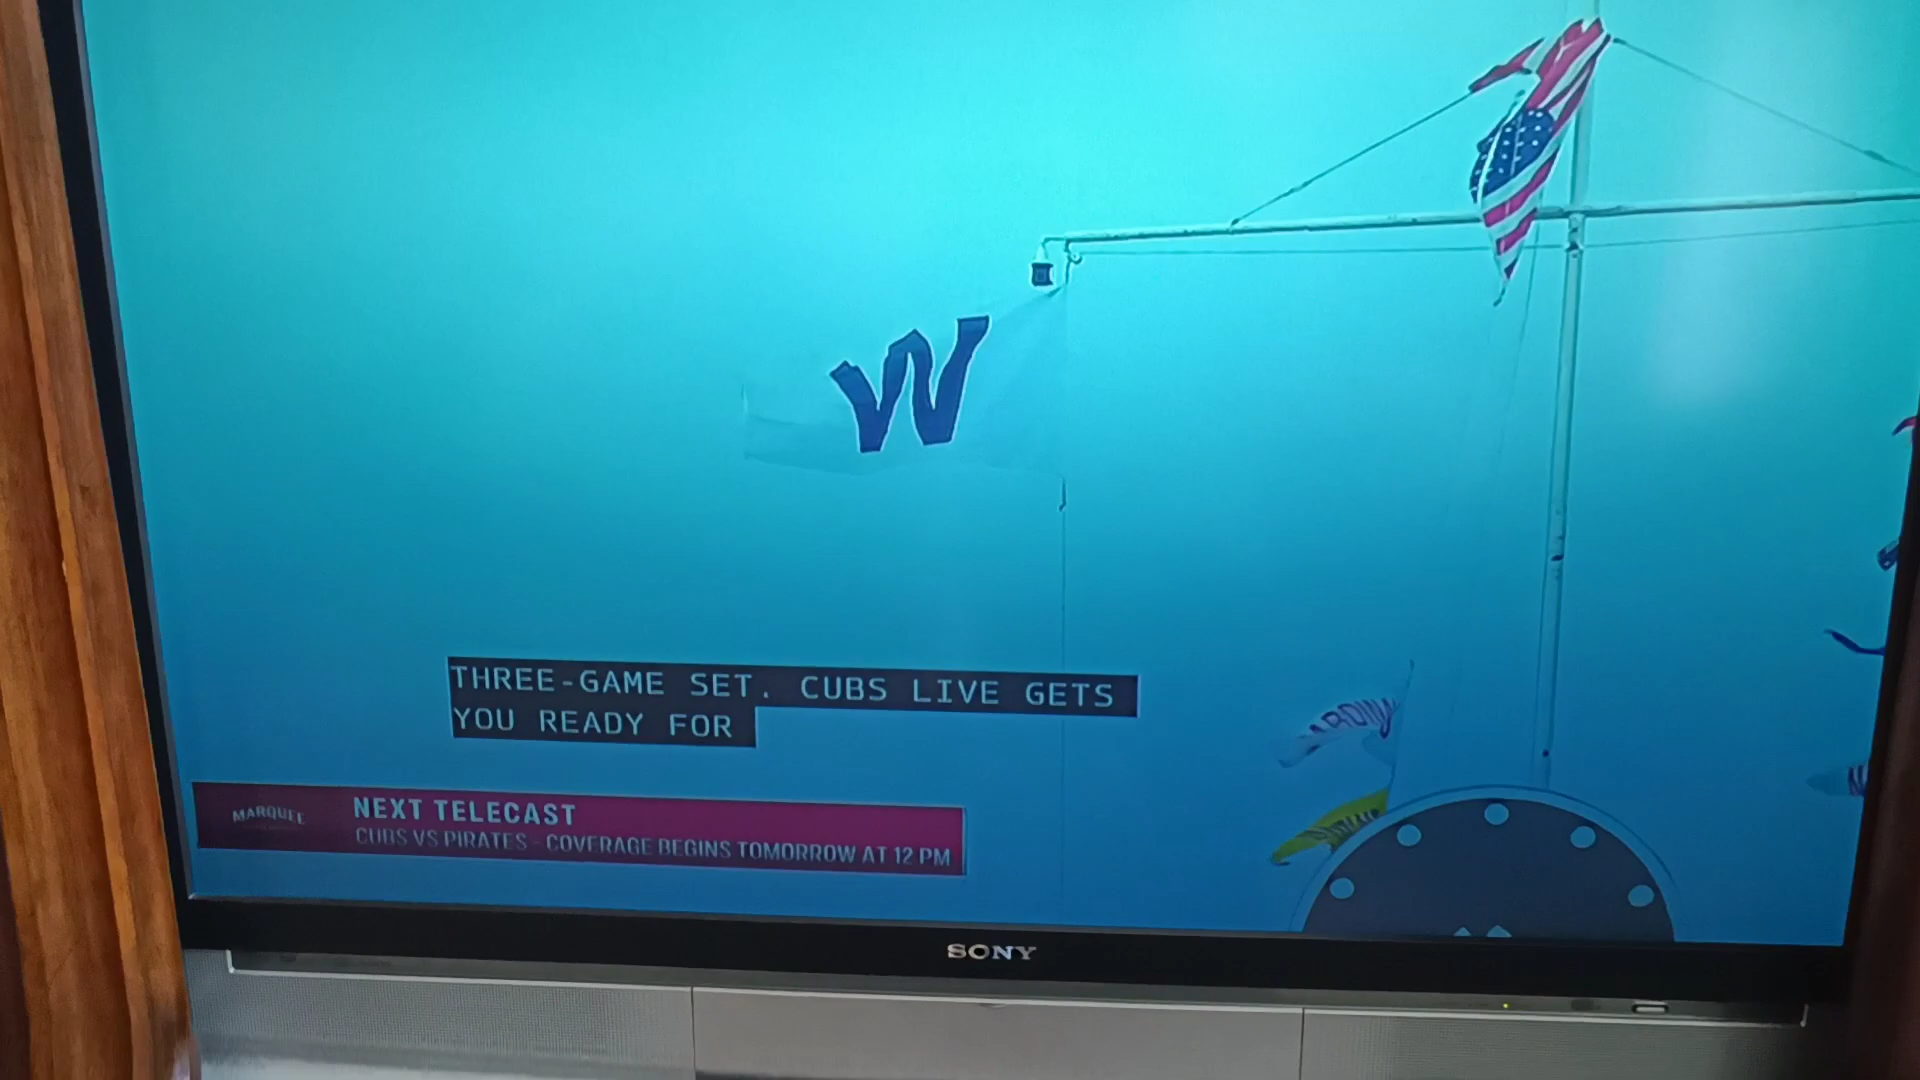 W
THREE-GAME SET. CUBS LIVE GETS
YOU READY FOR
MARQUEE
NEXT TELECAST
CUBS VS PIRATES - COVERAGE BEGINS TOMORROW AT 12 PM
SONY